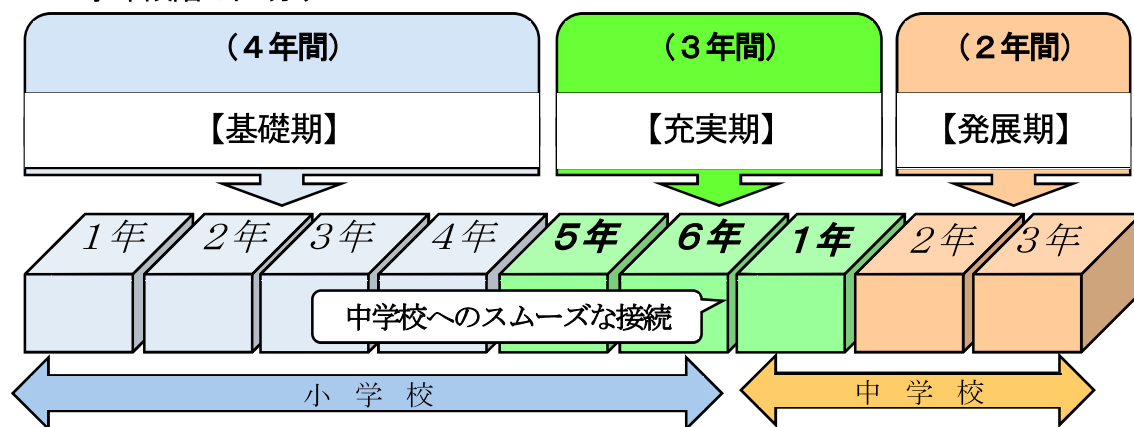 （４年間）
（３年間）
（２年間）
【基礎期】
【充実期】
【発展期】
１年 ２年 ３年 ４年 ５年 ６年 １年 ２年 ３年
中学校へのスムーズな接続
小 学 校
中 学 校